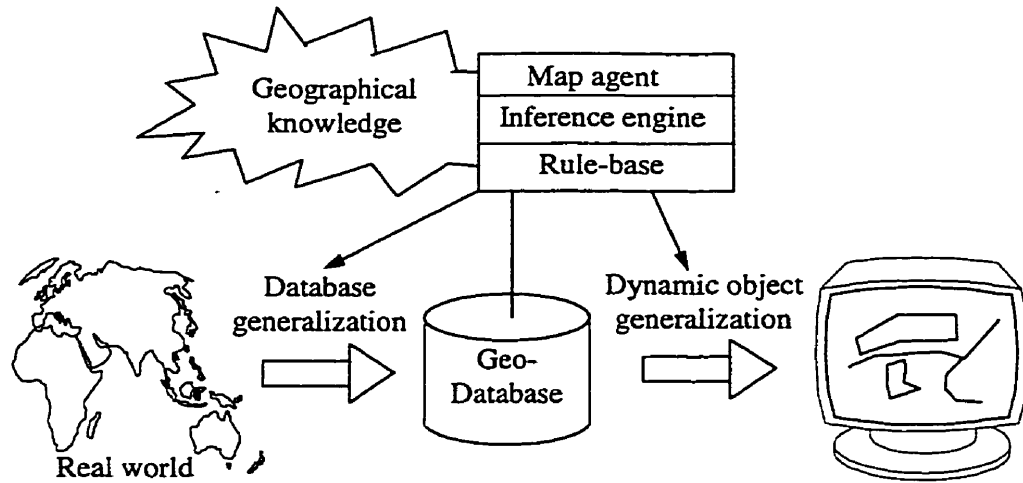 Geographical
knowledge
Map agent
Inference engine
Rule-base
Database
generalization
Dynamic object
generalization
Geo-
Database
Real world